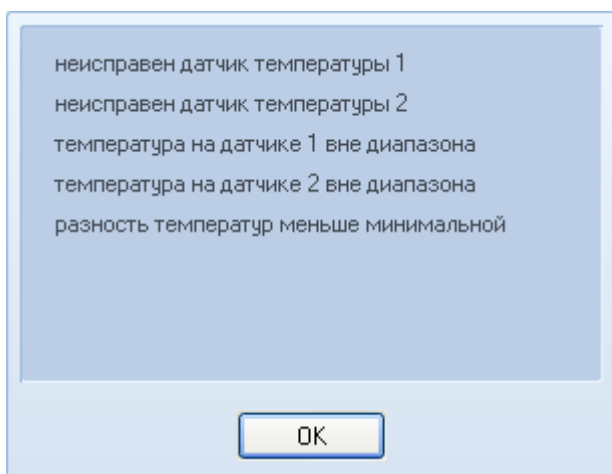 неисправен датчик температуры 1
неисправен датчик температуры 2
температура на датчике 1 вне диапазона
температура на датчике 2 вне диапазона
разность температур меньше минимальной
OK